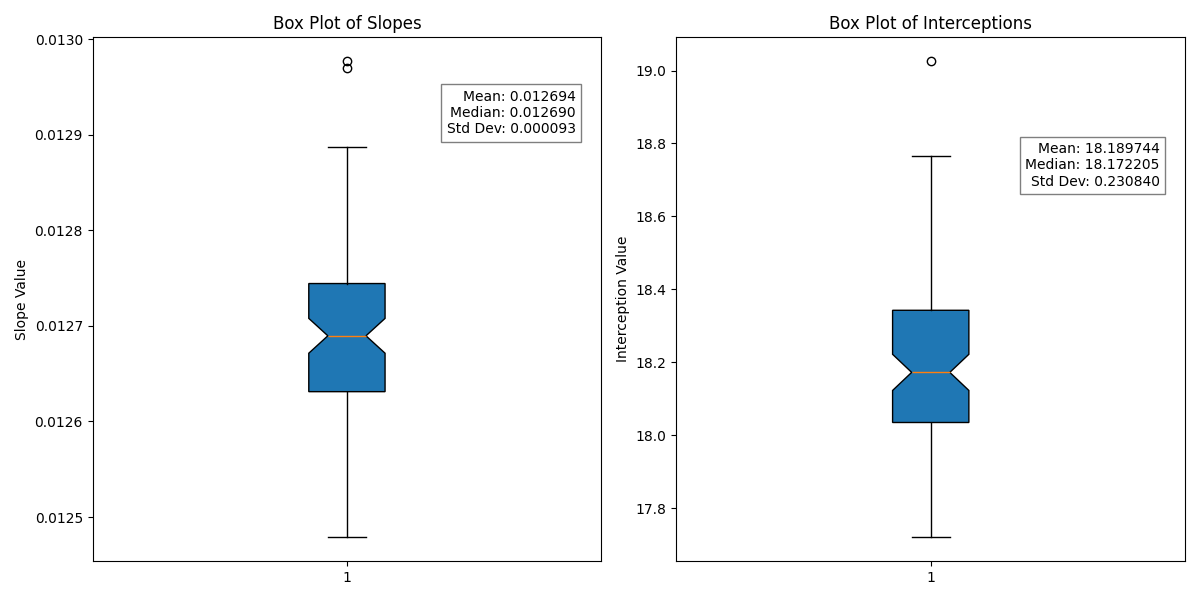 Box Plot of Slopes
0.0130
0.0129
0.0128
0.0127
0.0126
0.0125
Slope Value
1
Mean: 0.012694
Median: 0.012690
Std Dev: 0.000093
Box Plot of Interceptions
19.0
18.8
18.6
18.4
18.2
18.0
17.8
Interception Value
1
Mean: 18.189744
Median: 18.172205
Std Dev: 0.230840